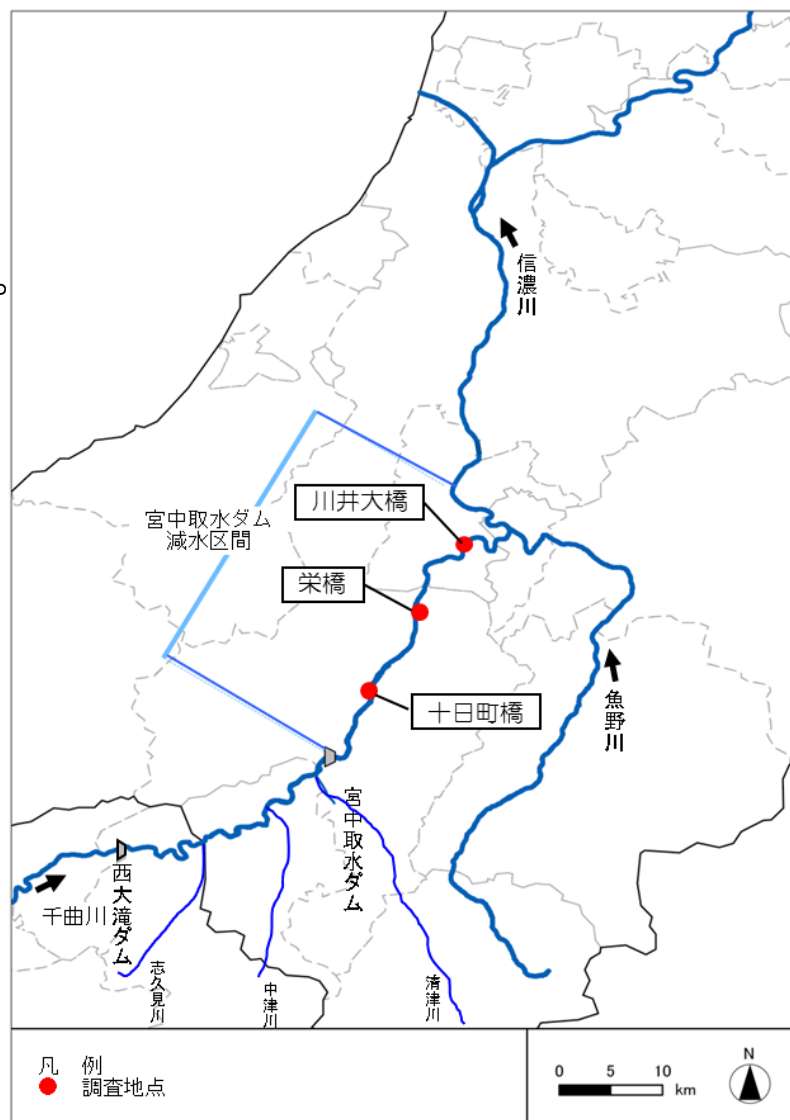 信濃川
宮中取水ダム
減水区間
川井大橋
栄橋
十日町橋
魚野川
宮中取水ダム
西大滝ダム
千曲川
志久見川
中津川
清津川
凡 例
調査地点
0 5 10
km
N